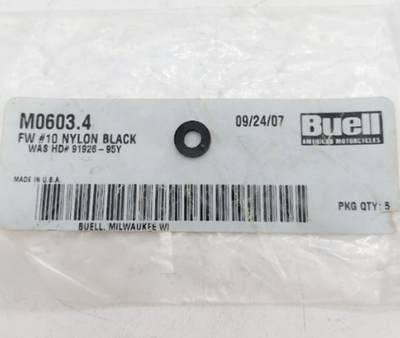 M0603.4
09/24/07
Buell
AMERICAN MOTORCYCLES
FW #10 NYLON BLACK
WAS HD# 91926-95Y
MADE IN U.S.A.
PKG QTY: 5
BUELL, MILWAUKEE WI